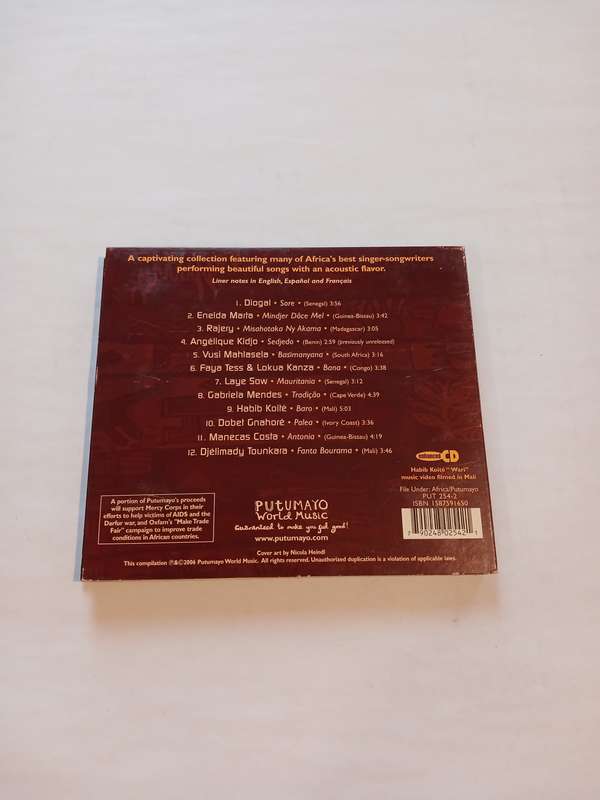 A captivating collection featuring many of Africa's best singer-songwriters
performing beautiful songs with an acoustic flavor.
Liner notes in English, Español and Français
1. Diogal • Sore • (Senegal) 3:56
2. Eneida Marta • Mindjer Dôce Mel • (Guinea-Bissau) 3:42
3. Rajery • Misahotaka Ny Akama • (Madagascar) 3:05
4. Angélique Kidjo • Sedjedo • (Benin) 2:59 (previously unreleased)
5. Vusi Mahlasela • Basimanyana • (South Africa) 3:16
6. Faya Tess & Lokua Kanza • Bana • (Congo) 3:38
7. Laye Sow • Mauritania • (Senegal) 3:12
8. Gabriela Mendes • Tradição • (Cape Verde) 4:39
9. Habib Koité • Baro • (Mali) 5:03
10. Dobet Gnahoré • Palea • (Ivory Coast) 3:36
11. Manecas Costa • Antonia • (Guinea-Bissau) 4:19
12. Djelimady Tounkara • Fanta Bourama • (Mali) 3:46
enhanced CD
Habib Koité "Wari"
music video filmed in Mali
File Under: Africa/Putumayo
PUT 254-2
ISBN 1587591650
7 90248 02542 1
A portion of Putumayo's proceeds
will support Mercy Corps in their
efforts to help victims of AIDS and the
Darfur war, and Oxfam's "Make Trade
Fair" campaign to improve trade
conditions in African countries.
PUTUMAYO
World Music
Guaranteed to make you feel good!
www.putumayo.com
Cover art by Nicola Heindl
This compilation ℗&©2006 Putumayo World Music. All rights reserved. Unauthorized duplication is a violation of applicable laws.